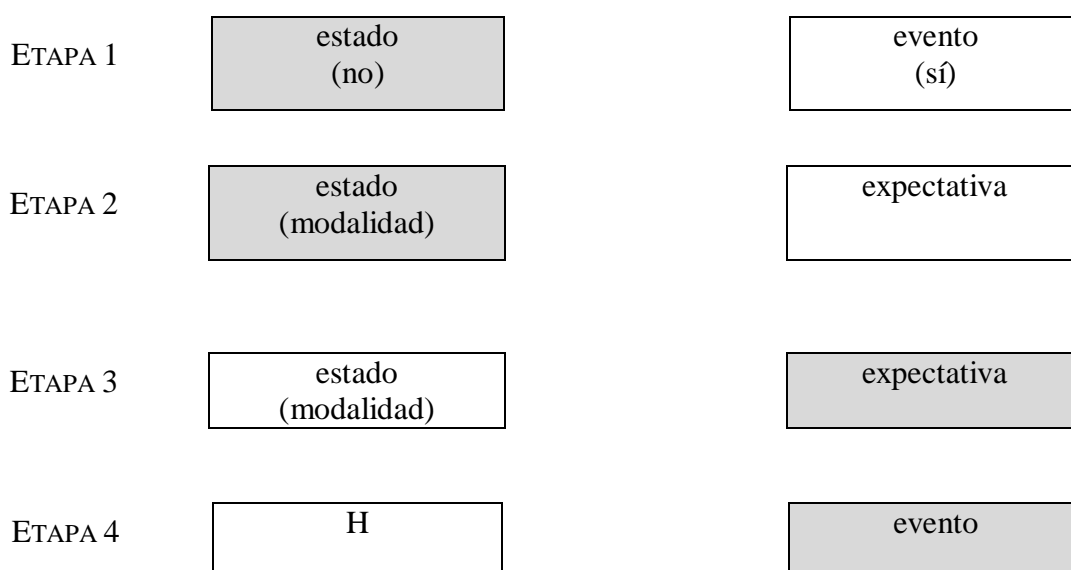 ETAPA 1
estado
(no)
evento
(sí)
ETAPA 2
estado
(modalidad)
expectativa
ETAPA 3
estado
(modalidad)
expectativa
ETAPA 4
H
evento